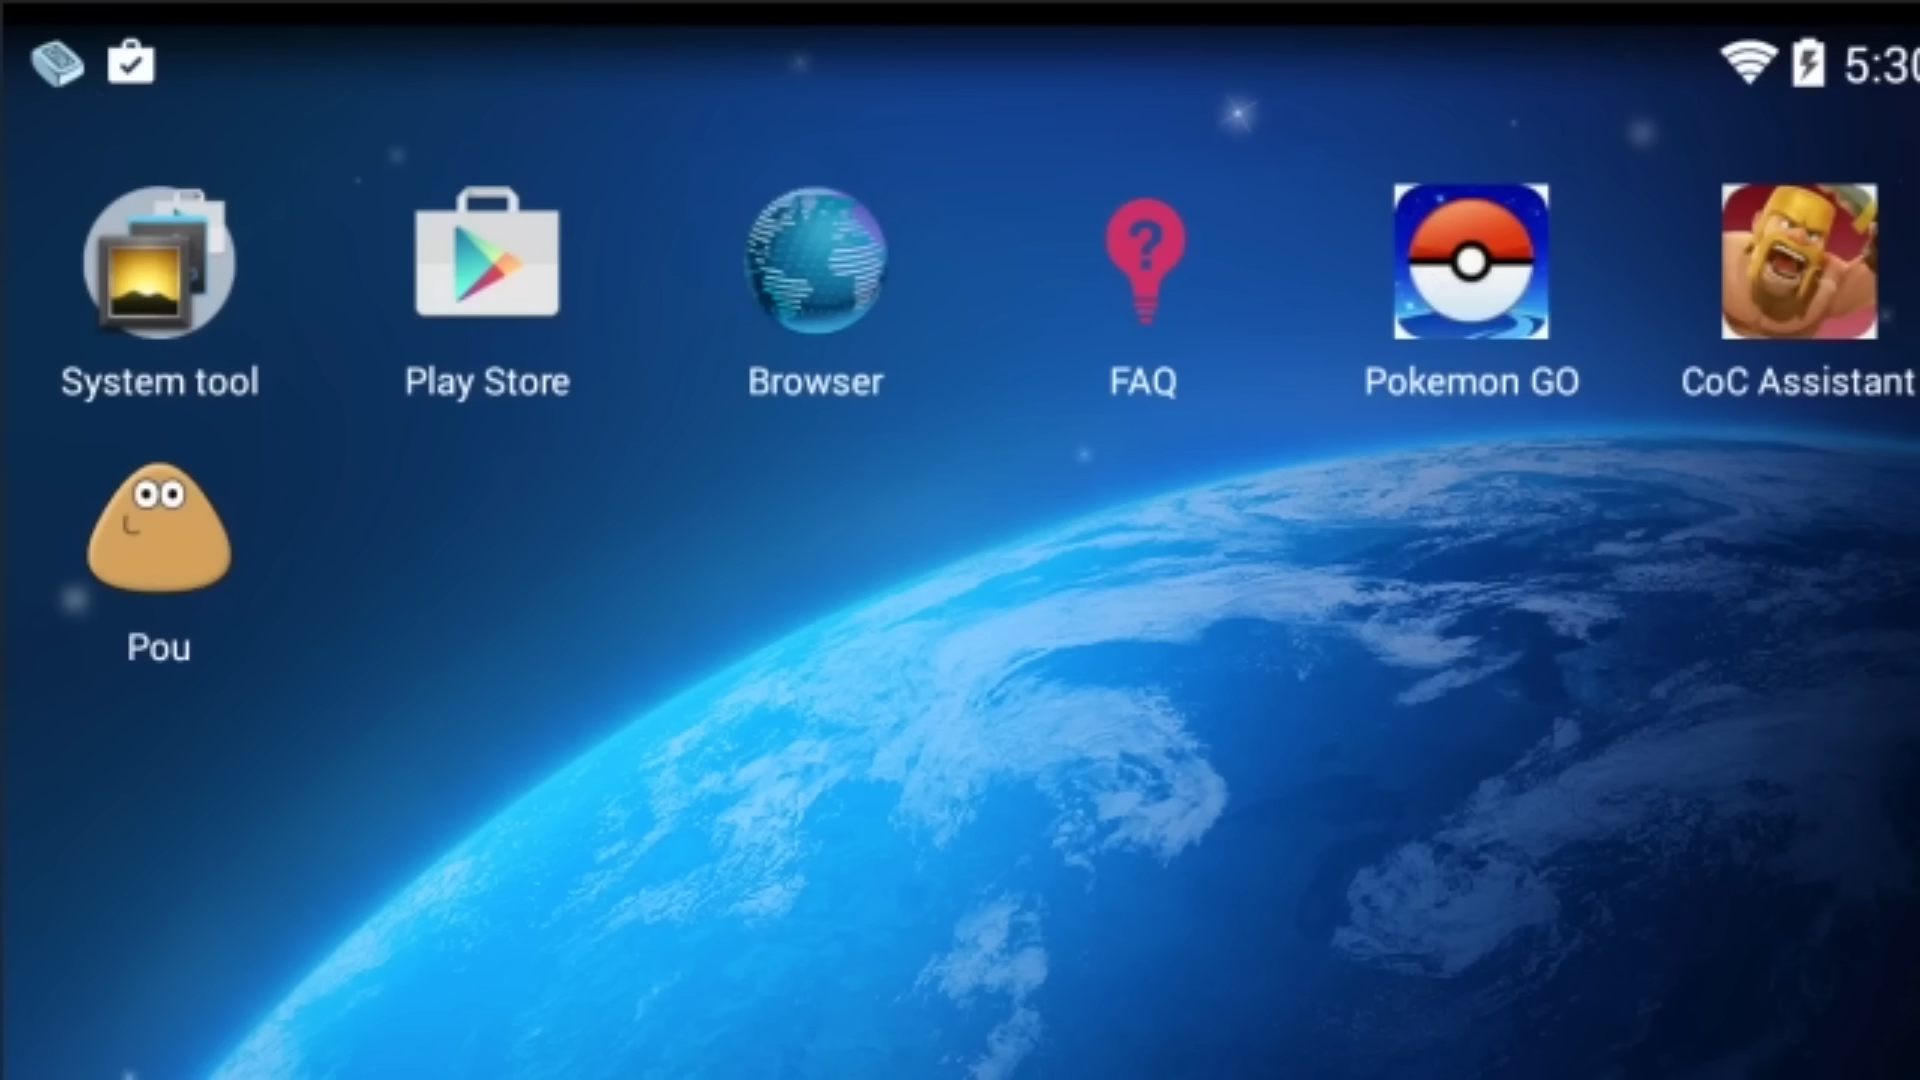 5:30
System tool
Play Store
Browser
FAQ
Pokemon GO
CoC Assistant
Pou